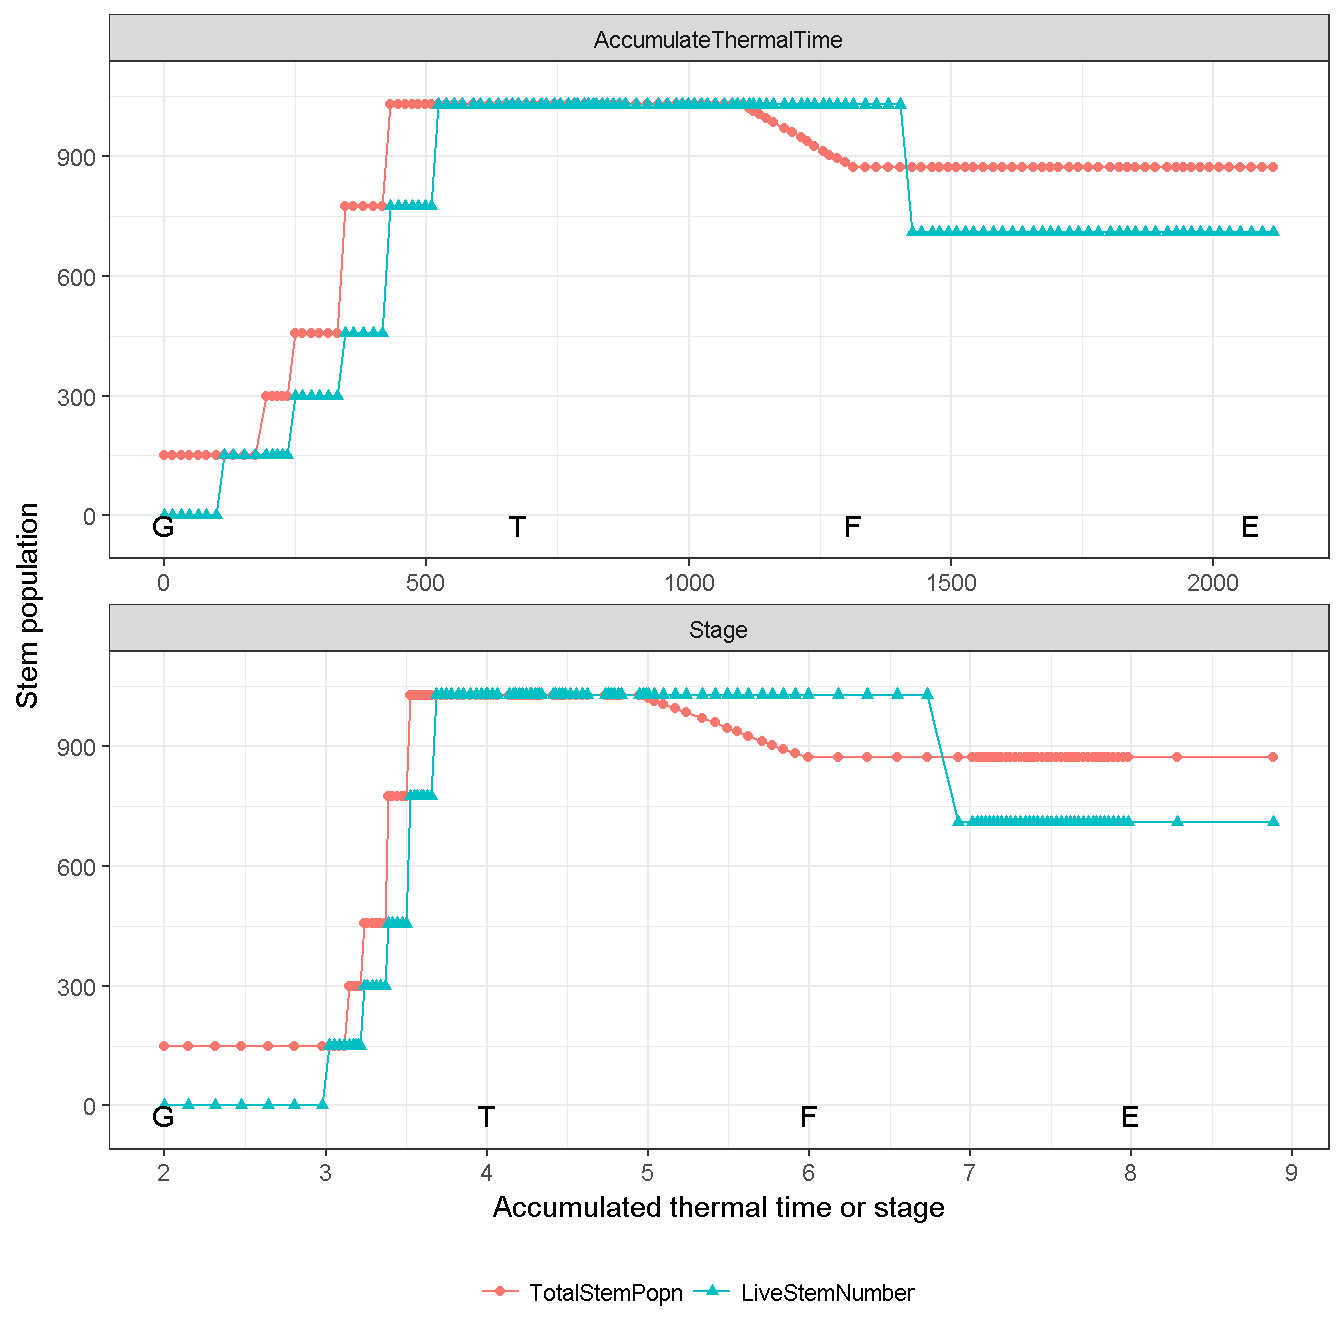 AccumulateThermalTime
900
600
300
0
G T F E
0 500 1000 1500 2000
Stem population
Stage
900
600
300
0
G T F E
2 3 4 5 6 7 8 9
Accumulated thermal time or stage
TotalStemPopn LiveStemNumber